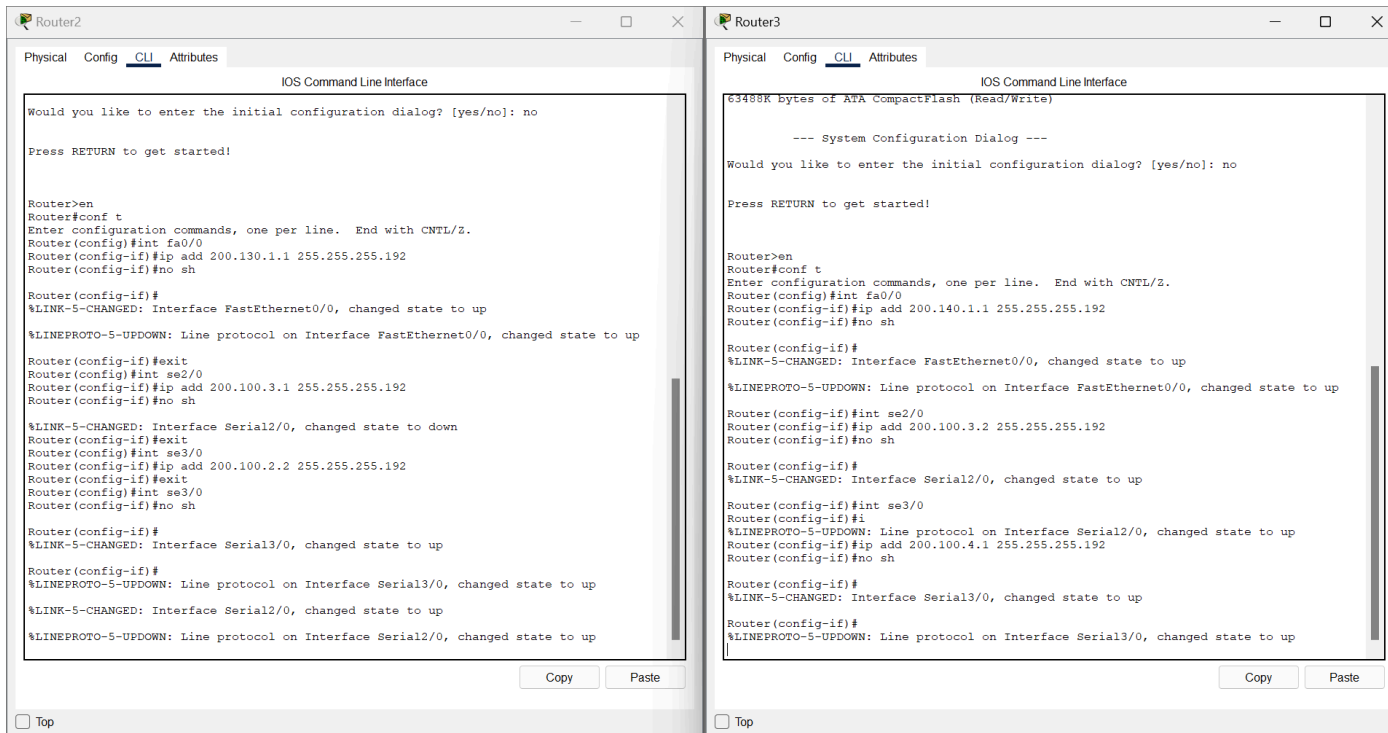 Router2
Physical Config CLI Attributes
IOS Command Line Interface
Would you like to enter the initial configuration dialog? [yes/no]: no
Press RETURN to get started!
Router>en
Router#conf t
Enter configuration commands, one per line.  End with CNTL/Z.
Router(config)#int fa0/0
Router(config-if)#ip add 200.130.1.1 255.255.255.192
Router(config-if)#no sh
Router(config-if)#
%LINK-5-CHANGED: Interface FastEthernet0/0, changed state to up
%LINEPROTO-5-UPDOWN: Line protocol on Interface FastEthernet0/0, changed state to up
Router(config-if)#exit
Router(config)#int se2/0
Router(config-if)#ip add 200.100.3.1 255.255.255.192
Router(config-if)#no sh
%LINK-5-CHANGED: Interface Serial2/0, changed state to down
Router(config-if)#exit
Router(config)#int se3/0
Router(config-if)#ip add 200.100.2.2 255.255.255.192
Router(config-if)#exit
Router(config)#int se3/0
Router(config-if)#no sh
Router(config-if)#
%LINK-5-CHANGED: Interface Serial3/0, changed state to up
Router(config-if)#
%LINEPROTO-5-UPDOWN: Line protocol on Interface Serial3/0, changed state to up
%LINK-5-CHANGED: Interface Serial2/0, changed state to up
%LINEPROTO-5-UPDOWN: Line protocol on Interface Serial2/0, changed state to up
Copy Paste
Top
Router3
Physical Config CLI Attributes
IOS Command Line Interface
63488K bytes of ATA CompactFlash (Read/Write)
--- System Configuration Dialog ---
Would you like to enter the initial configuration dialog? [yes/no]: no
Press RETURN to get started!
Router>en
Router#conf t
Enter configuration commands, one per line.  End with CNTL/Z.
Router(config)#int fa0/0
Router(config-if)#ip add 200.140.1.1 255.255.255.192
Router(config-if)#no sh
Router(config-if)#
%LINK-5-CHANGED: Interface FastEthernet0/0, changed state to up
%LINEPROTO-5-UPDOWN: Line protocol on Interface FastEthernet0/0, changed state to up
Router(config-if)#int se2/0
Router(config-if)#ip add 200.100.3.2 255.255.255.192
Router(config-if)#no sh
Router(config-if)#
%LINK-5-CHANGED: Interface Serial2/0, changed state to up
Router(config-if)#int se3/0
Router(config-if)#i
%LINEPROTO-5-UPDOWN: Line protocol on Interface Serial2/0, changed state to up
Router(config-if)#ip add 200.100.4.1 255.255.255.192
Router(config-if)#no sh
Router(config-if)#
%LINK-5-CHANGED: Interface Serial3/0, changed state to up
Router(config-if)#
%LINEPROTO-5-UPDOWN: Line protocol on Interface Serial3/0, changed state to up
Copy Paste
Top